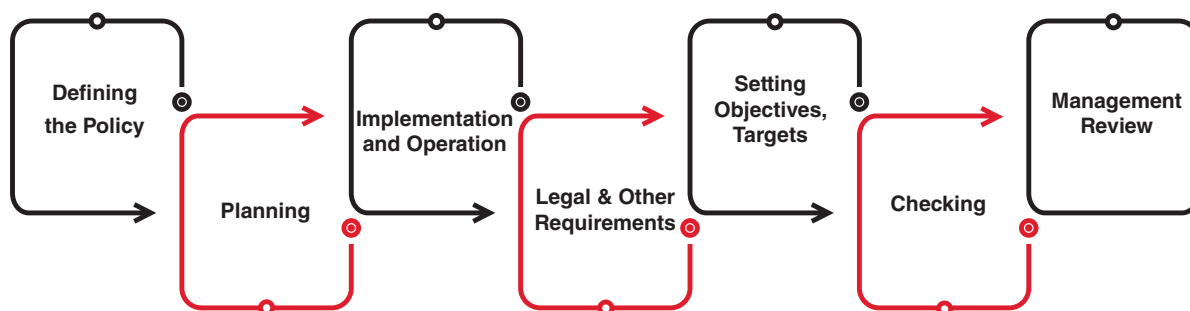 Defining
the Policy
Planning
Implementation
and Operation
Legal & Other
Requirements
Setting
Objectives,
Targets
Checking
Management
Review